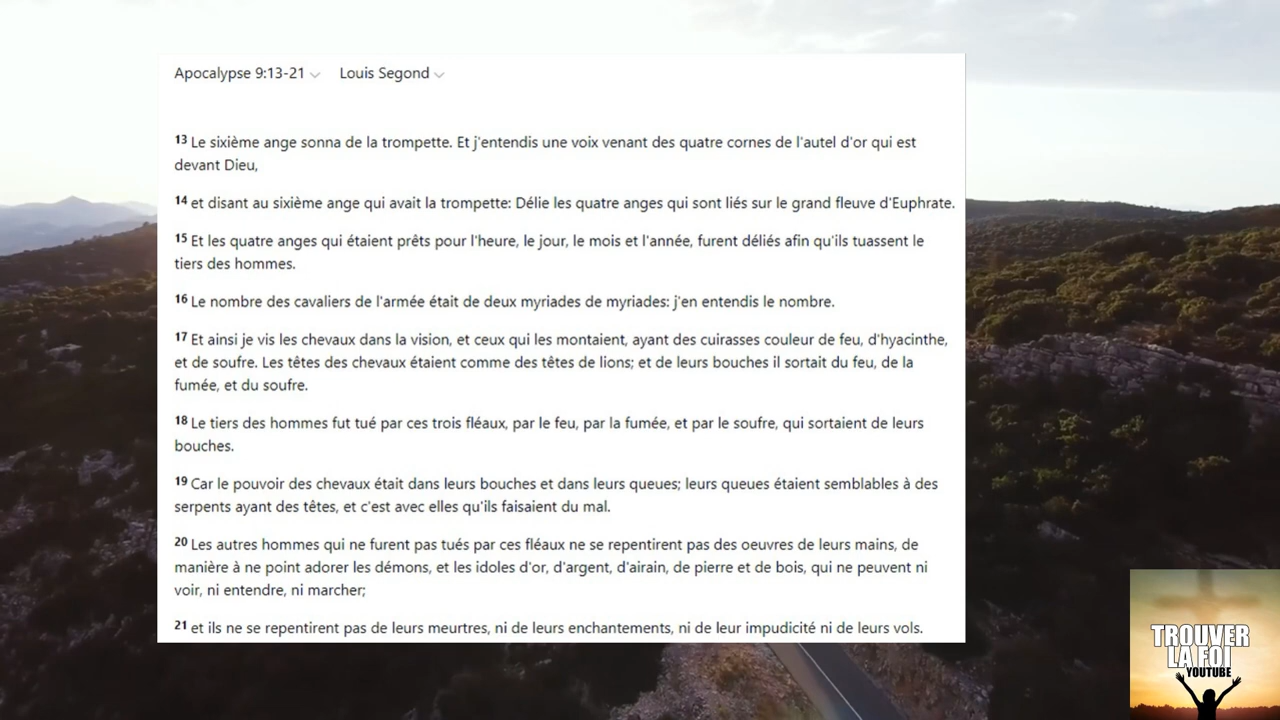 Apocalypse 9:13-21 Louis Segond
13 Le sixième ange sonna de la trompette. Et j'entendis une voix venant des quatre cornes de l'autel d'or qui est
devant Dieu,
14 et disant au sixième ange qui avait la trompette: Délie les quatre anges qui sont liés sur le grand fleuve d'Euphrate.
15 Et les quatre anges qui étaient prêts pour l'heure, le jour, le mois et l'année, furent déliés afin qu'ils tuassent le
tiers des hommes.
16 Le nombre des cavaliers de l'armée était de deux myriades de myriades: j'en entendis le nombre.
17 Et ainsi je vis les chevaux dans la vision, et ceux qui les montaient, ayant des cuirasses couleur de feu, d'hyacinthe,
et de soufre. Les têtes des chevaux étaient comme des têtes de lions; et de leurs bouches il sortait du feu, de la
fumée, et du soufre.
18 Le tiers des hommes fut tué par ces trois fléaux, par le feu, par la fumée, et par le soufre, qui sortaient de leurs
bouches.
19 Car le pouvoir des chevaux était dans leurs bouches et dans leurs queues; leurs queues étaient semblables à des
serpents ayant des têtes, et c'est avec elles qu'ils faisaient du mal.
20 Les autres hommes qui ne furent pas tués par ces fléaux ne se repentirent pas des oeuvres de leurs mains, de
manière à ne point adorer les démons, et les idoles d'or, d'argent, d'airain, de pierre et de bois, qui ne peuvent ni
voir, ni entendre, ni marcher;
21 et ils ne se repentirent pas de leurs meurtres, ni de leurs enchantements, ni de leur impudicité ni de leurs vols.
TROUVER
LA FOI
YOUTUBE